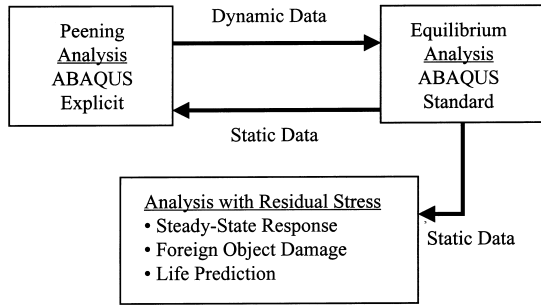 Peening
Analysis
ABAQUS
Explicit
Dynamic Data
Static Data
Equilibrium
Analysis
ABAQUS
Standard
Analysis with Residual Stress
• Steady-State Response
• Foreign Object Damage
• Life Prediction
Static Data